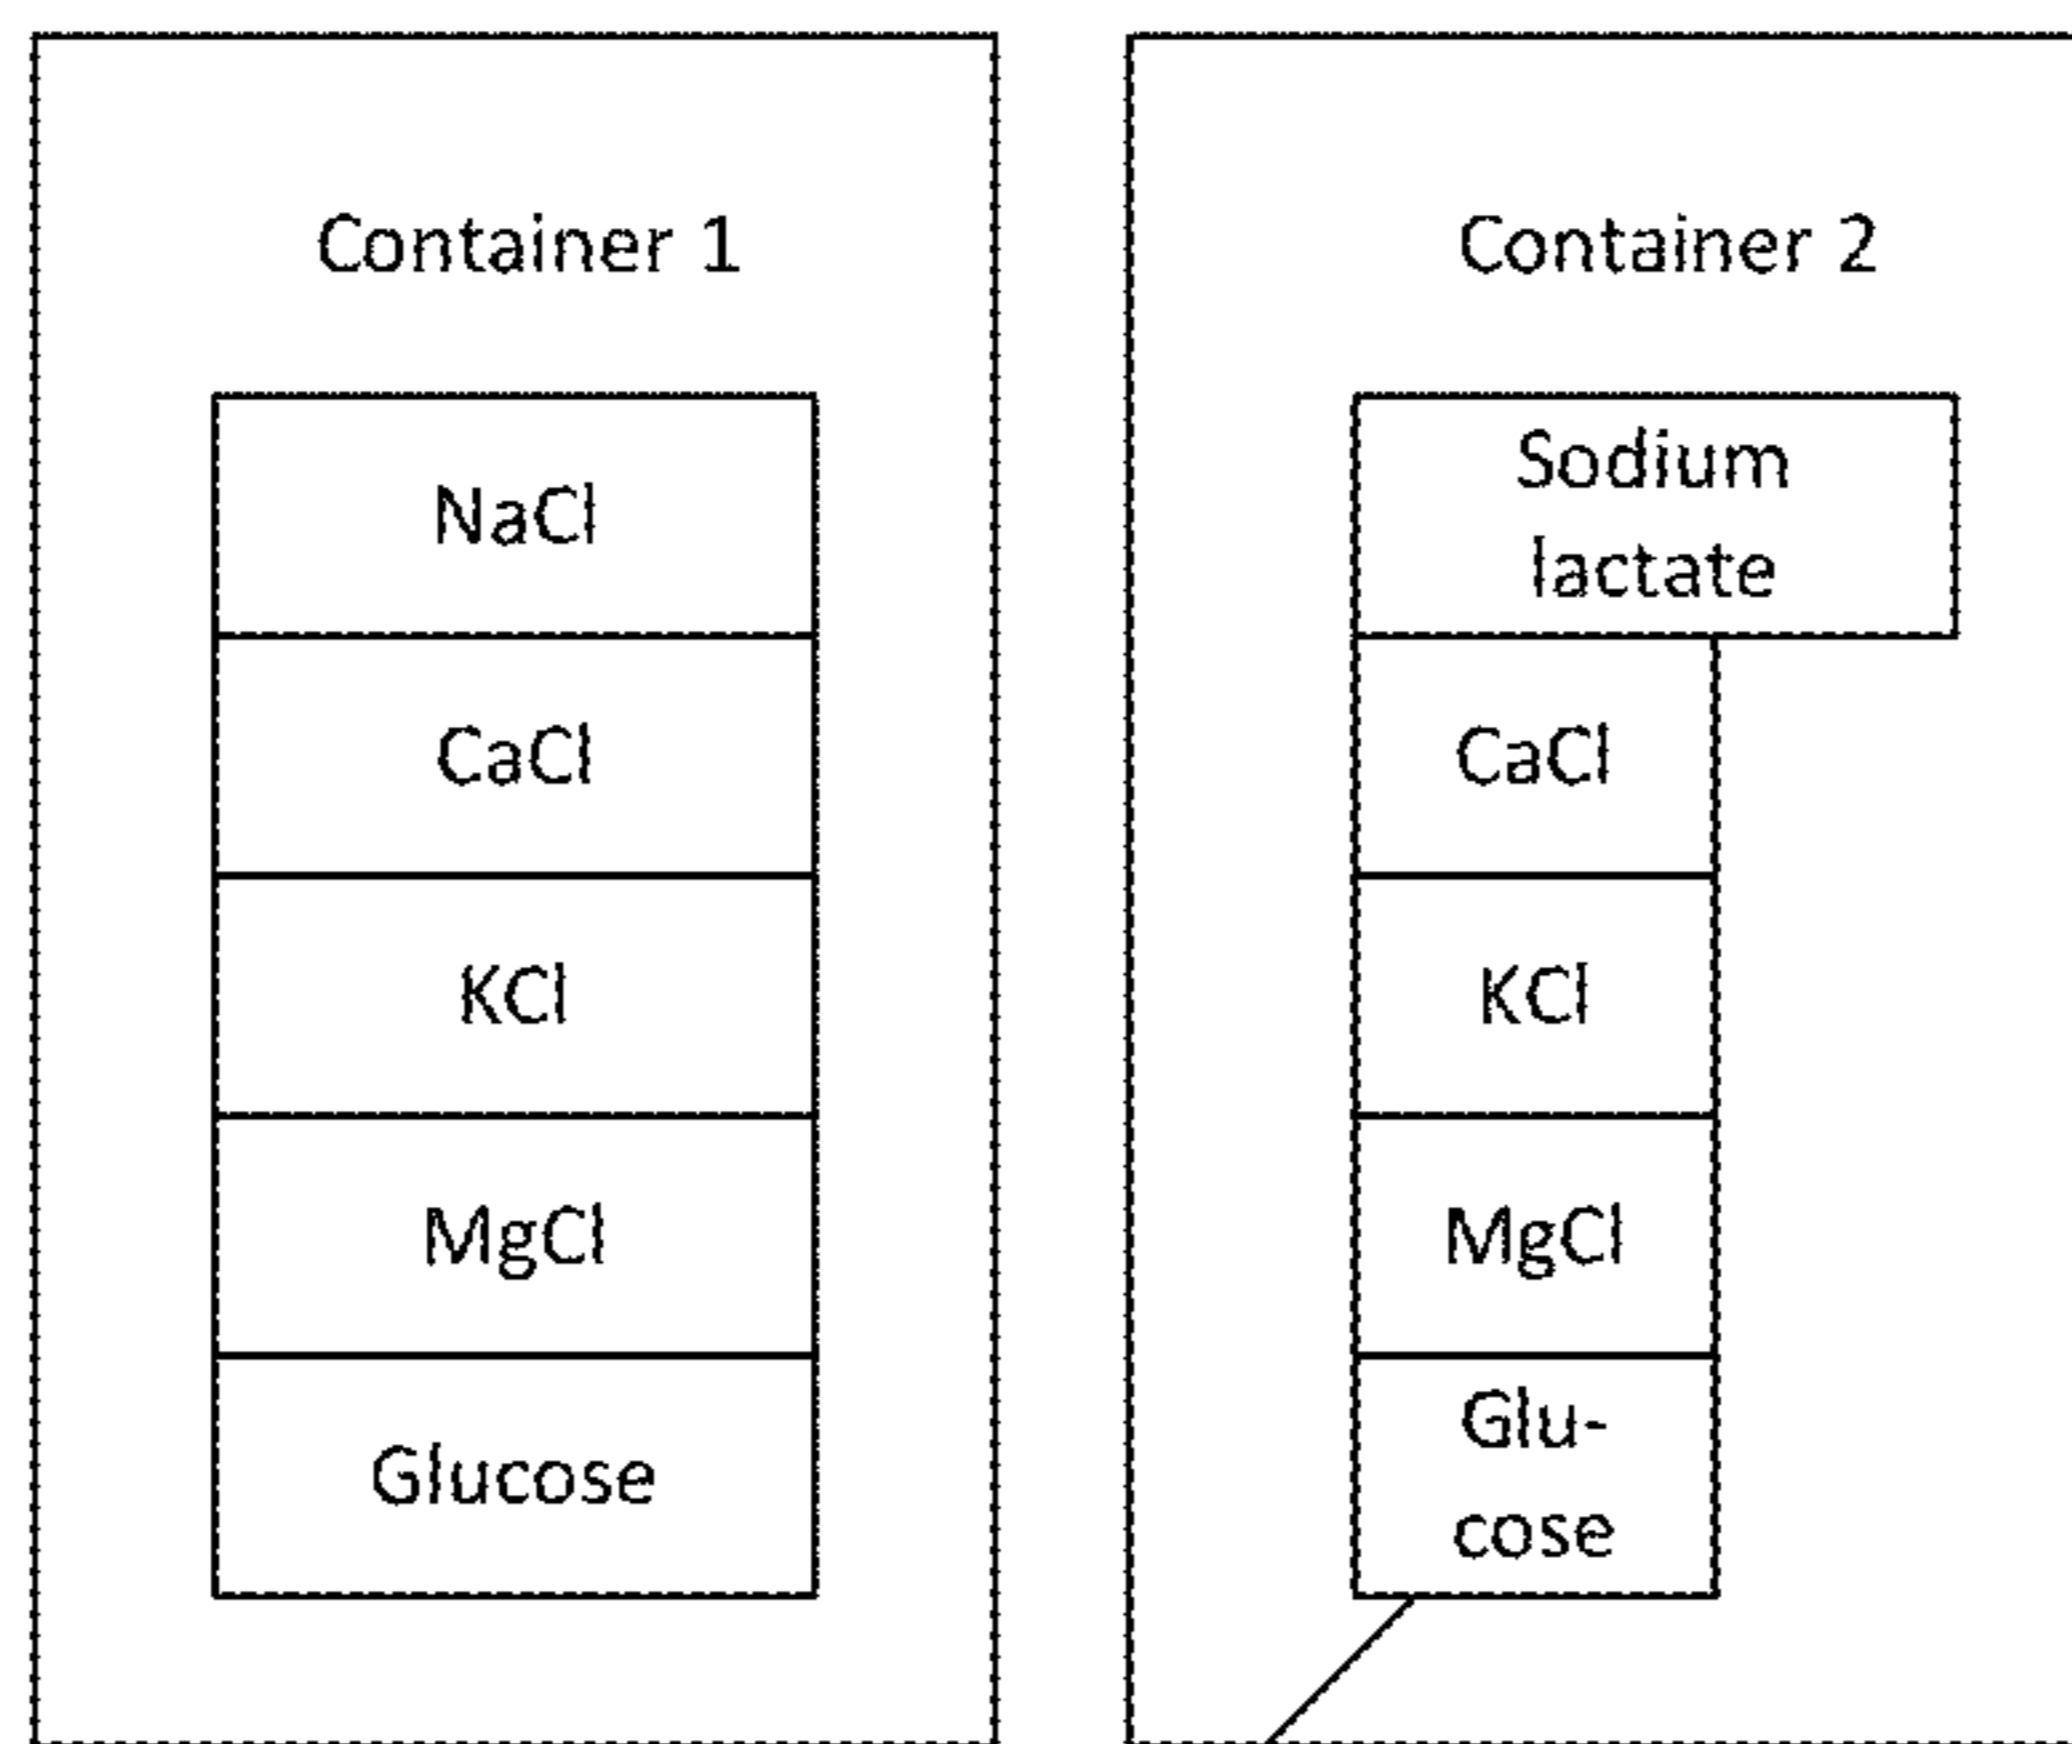 Container 1
NaCl
CaCl
KCl
MgCl
Glucose
Container 2
Sodium
lactate
CaCl
KCl
MgCl
Glu-
cose